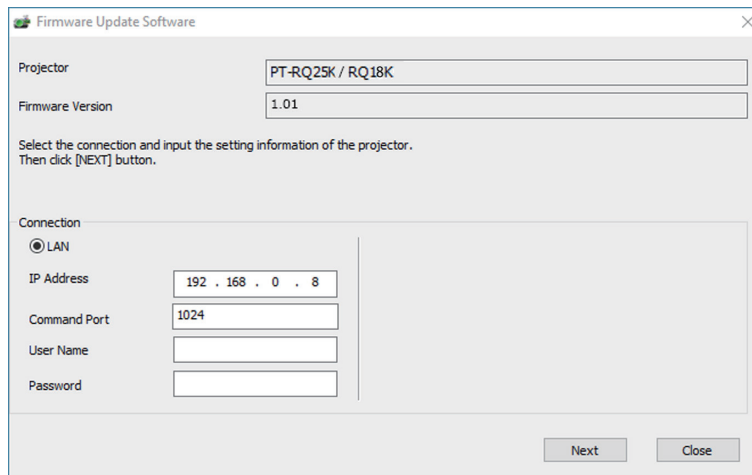 Firmware Update Software
Projector
PT-RQ25K / RQ18K
Firmware Version
1.01
Select the connection and input the setting information of the projector.
Then click [NEXT] button.
Connection
LAN
IP Address
192 . 168 . 0 . 8
Command Port
1024
User Name
Password
Next
Close